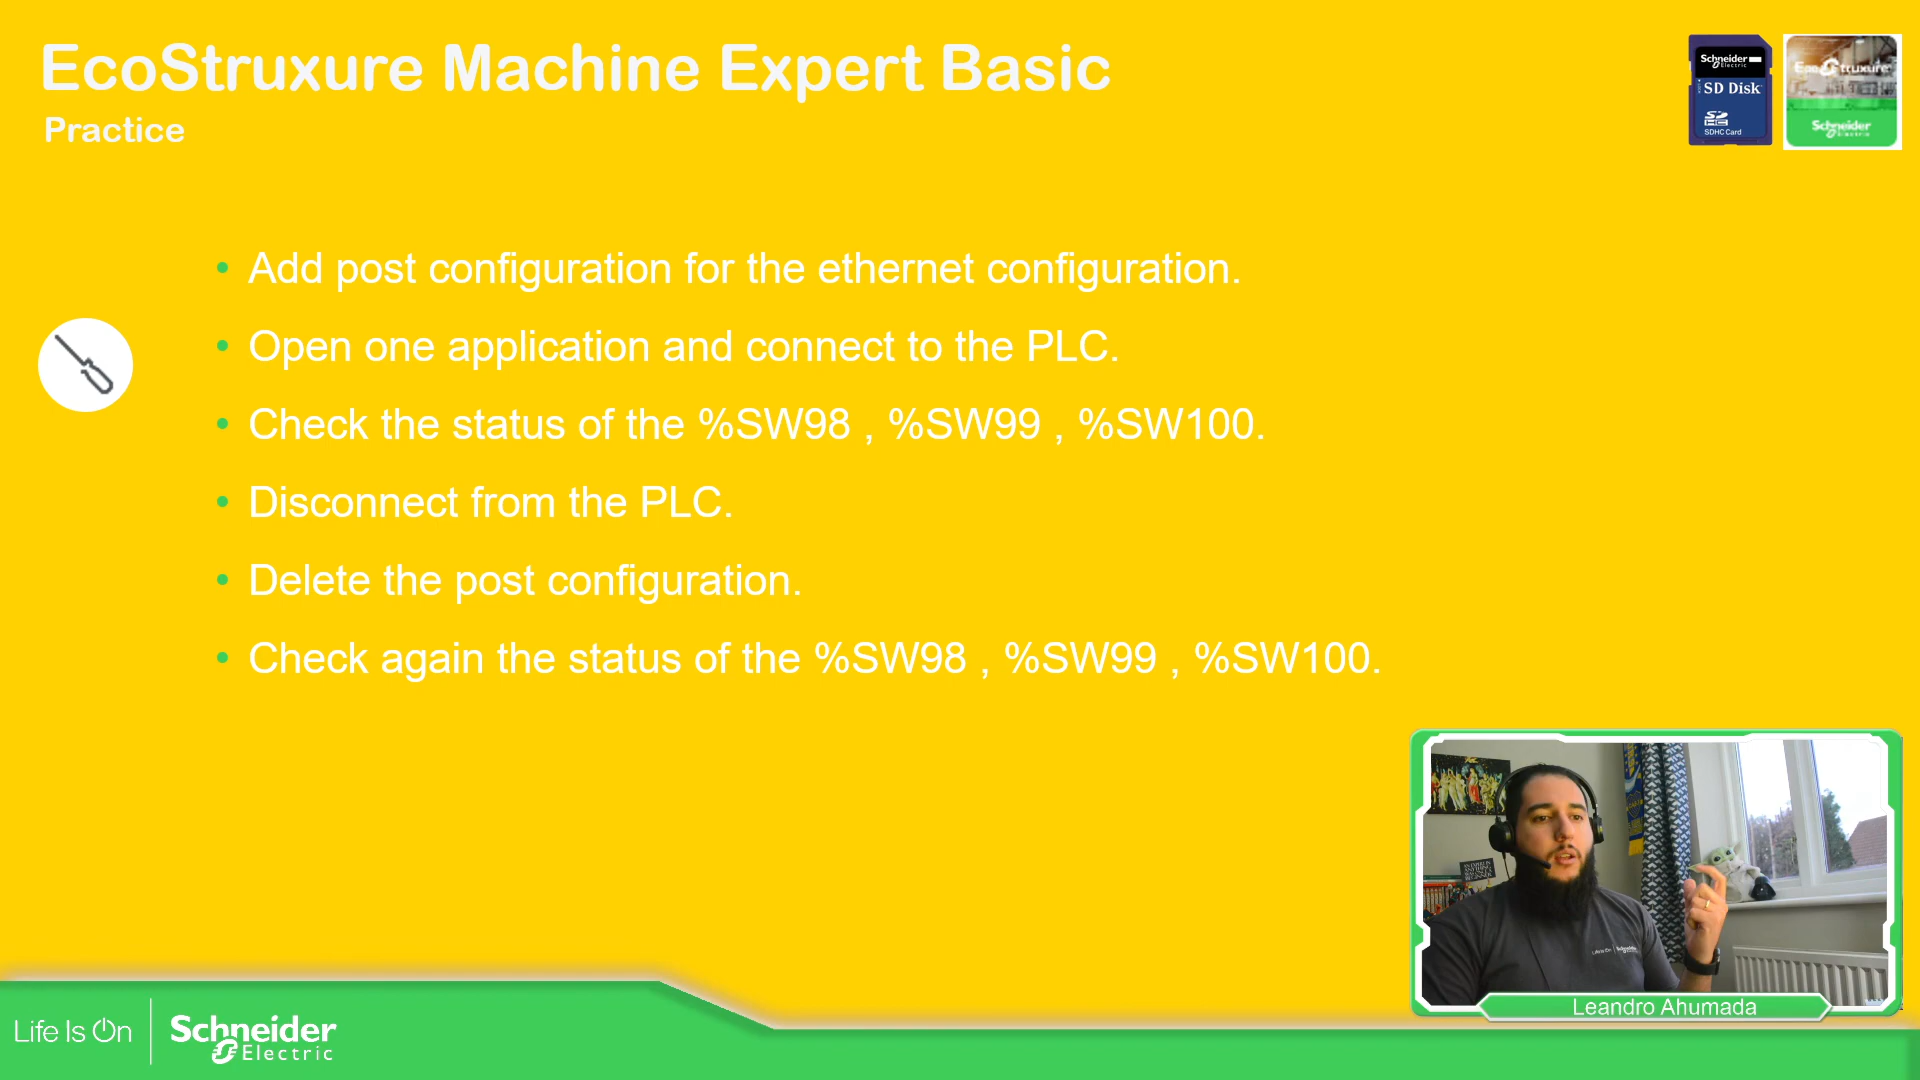 EcoStruxure Machine Expert Basic
Practice
Schneider
Electric
SD Disk
SDHC Card
EcoStruxure
Schneider
Electric
• Add post configuration for the ethernet configuration.
• Open one application and connect to the PLC.
• Check the status of the %SW98 , %SW99 , %SW100.
• Disconnect from the PLC.
• Delete the post configuration.
• Check again the status of the %SW98 , %SW99 , %SW100.
Leandro Ahumada
Life Is On
Schneider
Electric